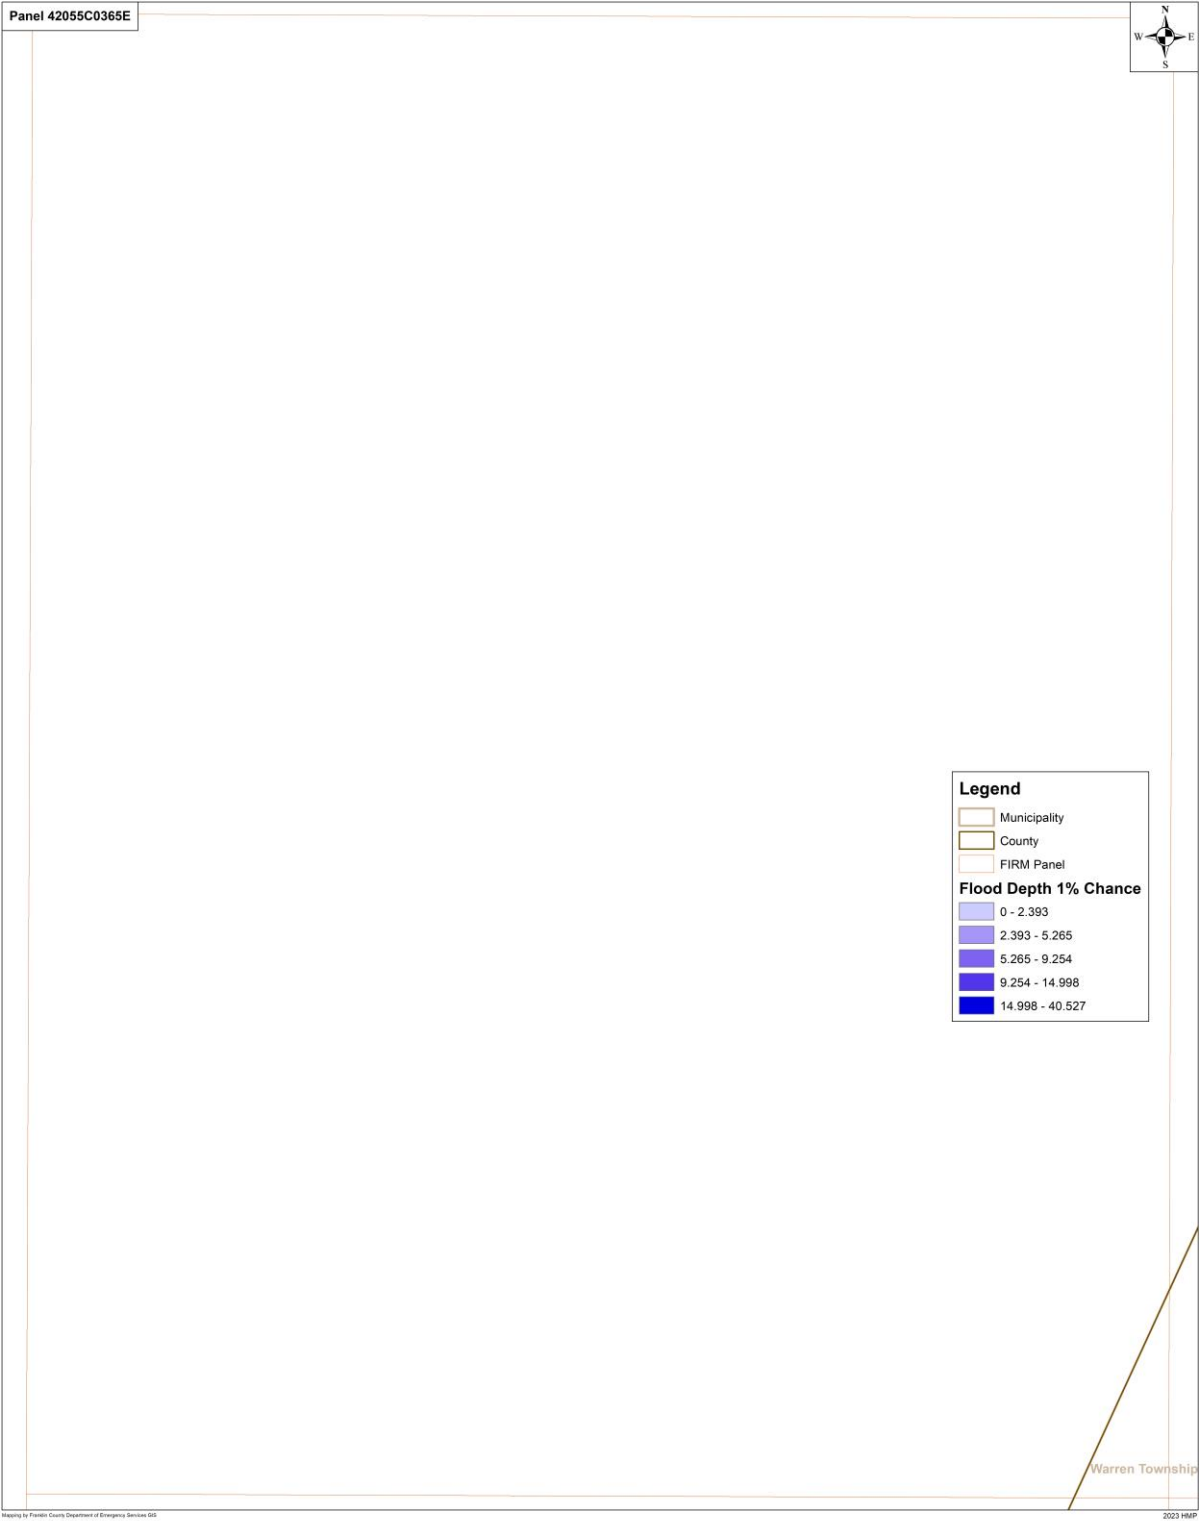 Panel 42055C0365E
N
W E
S
Legend
Municipality
County
FIRM Panel
Flood Depth 1% Chance
0 - 2.393
2.393 - 5.265
5.265 - 9.254
9.254 - 14.998
14.998 - 40.527
Warren Township
Mapping by Franklin County Department of Emergency Services GIS
2023 HMP